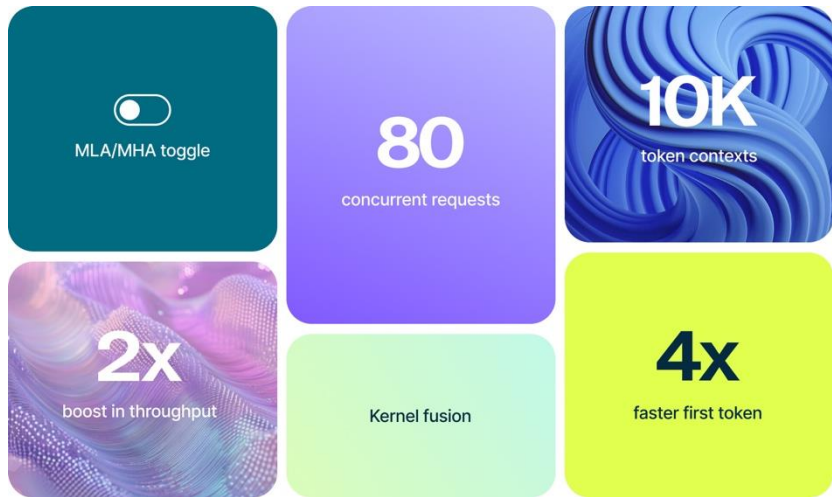 MLA/MHA toggle
80
concurrent requests
10K
token contexts
2x
boost in throughput
Kernel fusion
4x
faster first token